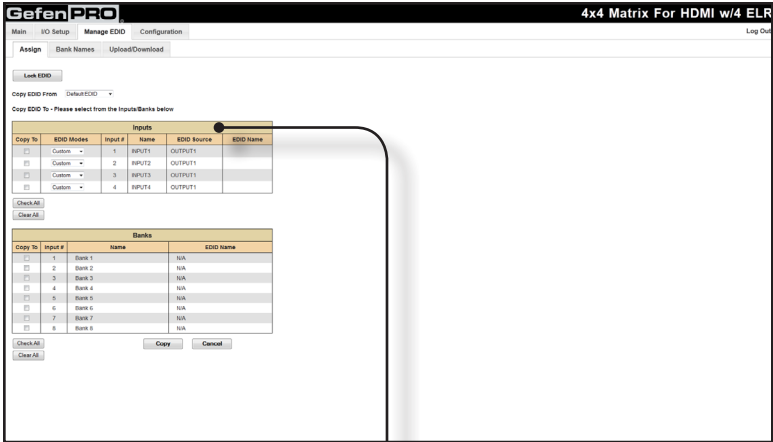 Gefen PRO ® 4x4 Matrix For HDMI w/4 ELR
Main I/O Setup Manage EDID Configuration Log Out
Assign Bank Names Upload/Download
Lock EDID
Copy EDID From Default EDID
Copy EDID To - Please select from the Inputs/Banks below
Inputs
Copy To EDID Modes Input # Name EDID Source EDID Name
Custom 1 INPUT1 OUTPUT1
Custom 2 INPUT2 OUTPUT1
Custom 3 INPUT3 OUTPUT1
Custom 4 INPUT4 OUTPUT1
Check All
Clear All
Banks
Copy To Input # Name EDID Name
1 Bank 1 N/A
2 Bank 2 N/A
3 Bank 3 N/A
4 Bank 4 N/A
5 Bank 5 N/A
6 Bank 6 N/A
7 Bank 7 N/A
8 Bank 8 N/A
Check All Copy Cancel
Clear All